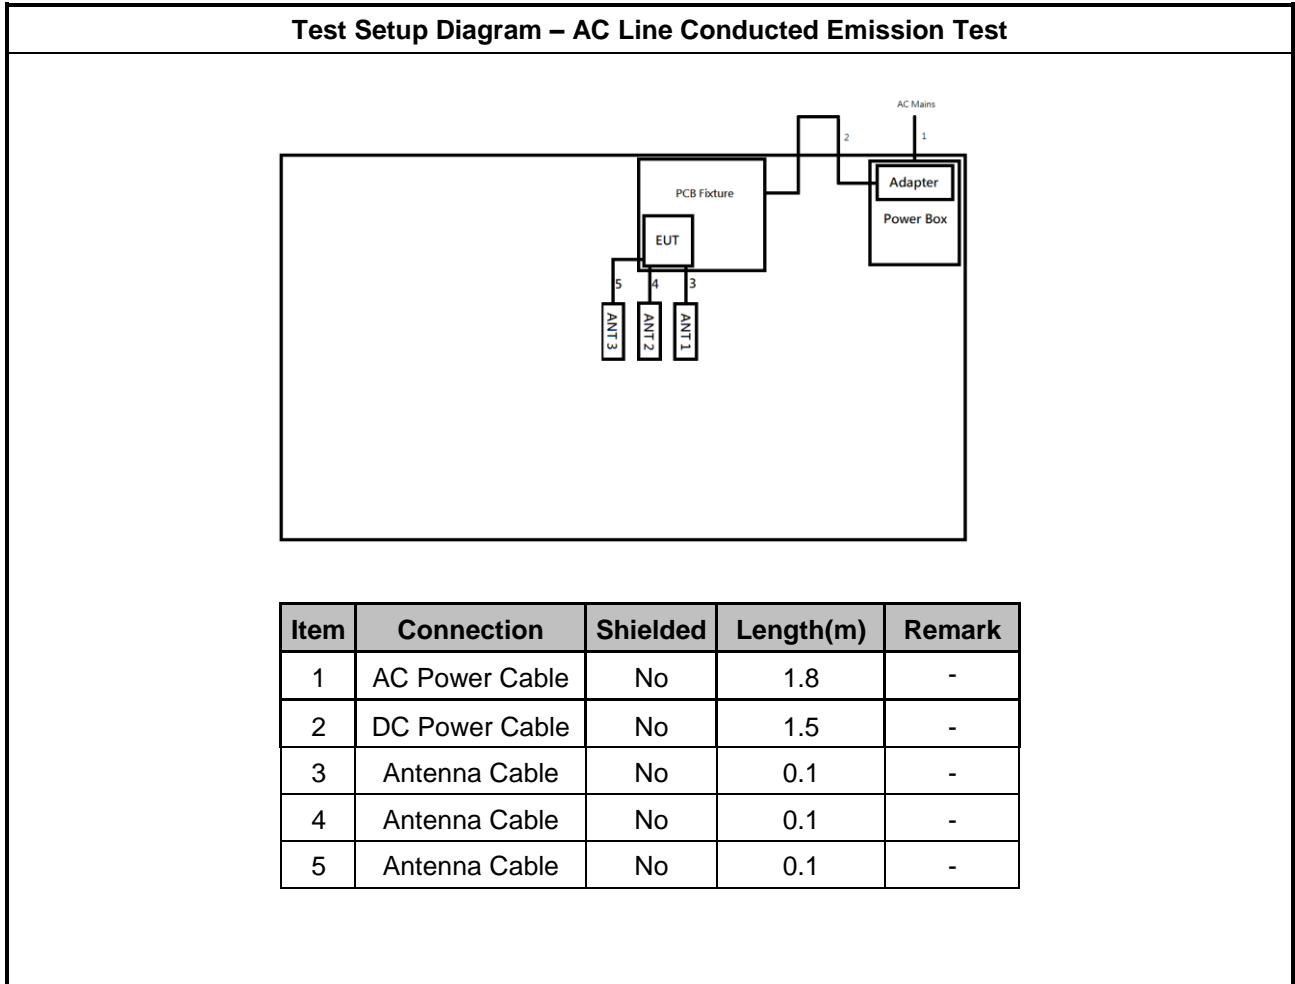 Test Setup Diagram – AC Line Conducted Emission Test
AC Mains
2
1
Adapter
PCB Fixture
Power Box
EUT
5
4
3
ANT 3
ANT 2
ANT 1
Item Connection Shielded Length(m) Remark
1 AC Power Cable No 1.8 -
2 DC Power Cable No 1.5 -
3 Antenna Cable No 0.1 -
4 Antenna Cable No 0.1 -
5 Antenna Cable No 0.1 -